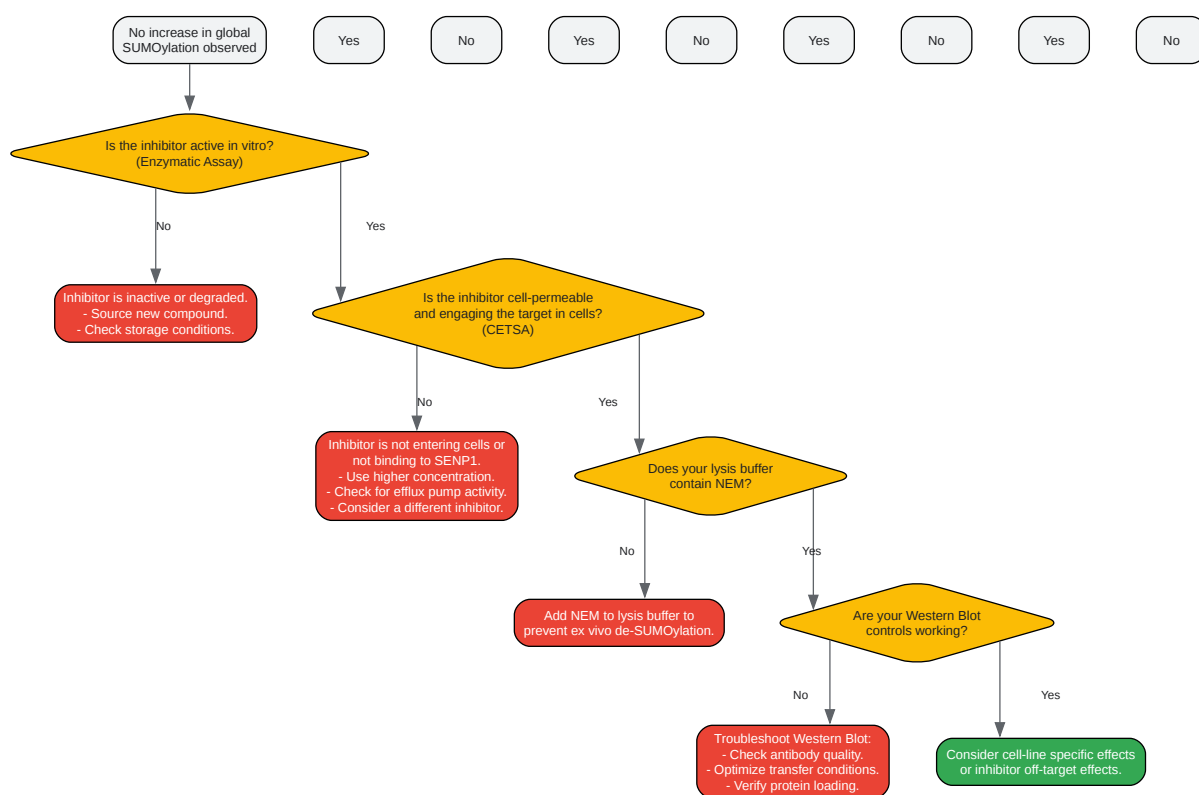 No increase in global
SUMOylation observed
Yes
No
Yes
No
Yes
No
Yes
No
Is the inhibitor active in vitro?
(Enzymatic Assay)
No
Yes
Inhibitor is inactive or degraded.
- Source new compound.
- Check storage conditions.
Is the inhibitor cell-permeable
and engaging the target in cells?
(CETSA)
No
Yes
Inhibitor is not entering cells or
not binding to SENP1.
- Use higher concentration.
- Check for efflux pump activity.
- Consider a different inhibitor.
Does your lysis buffer
contain NEM?
No
Yes
Add NEM to lysis buffer to
prevent ex vivo de-SUMOylation.
Are your Western Blot
controls working?
No
Yes
Troubleshoot Western Blot:
- Check antibody quality.
- Optimize transfer conditions.
- Verify protein loading.
Consider cell-line specific effects
or inhibitor off-target effects.